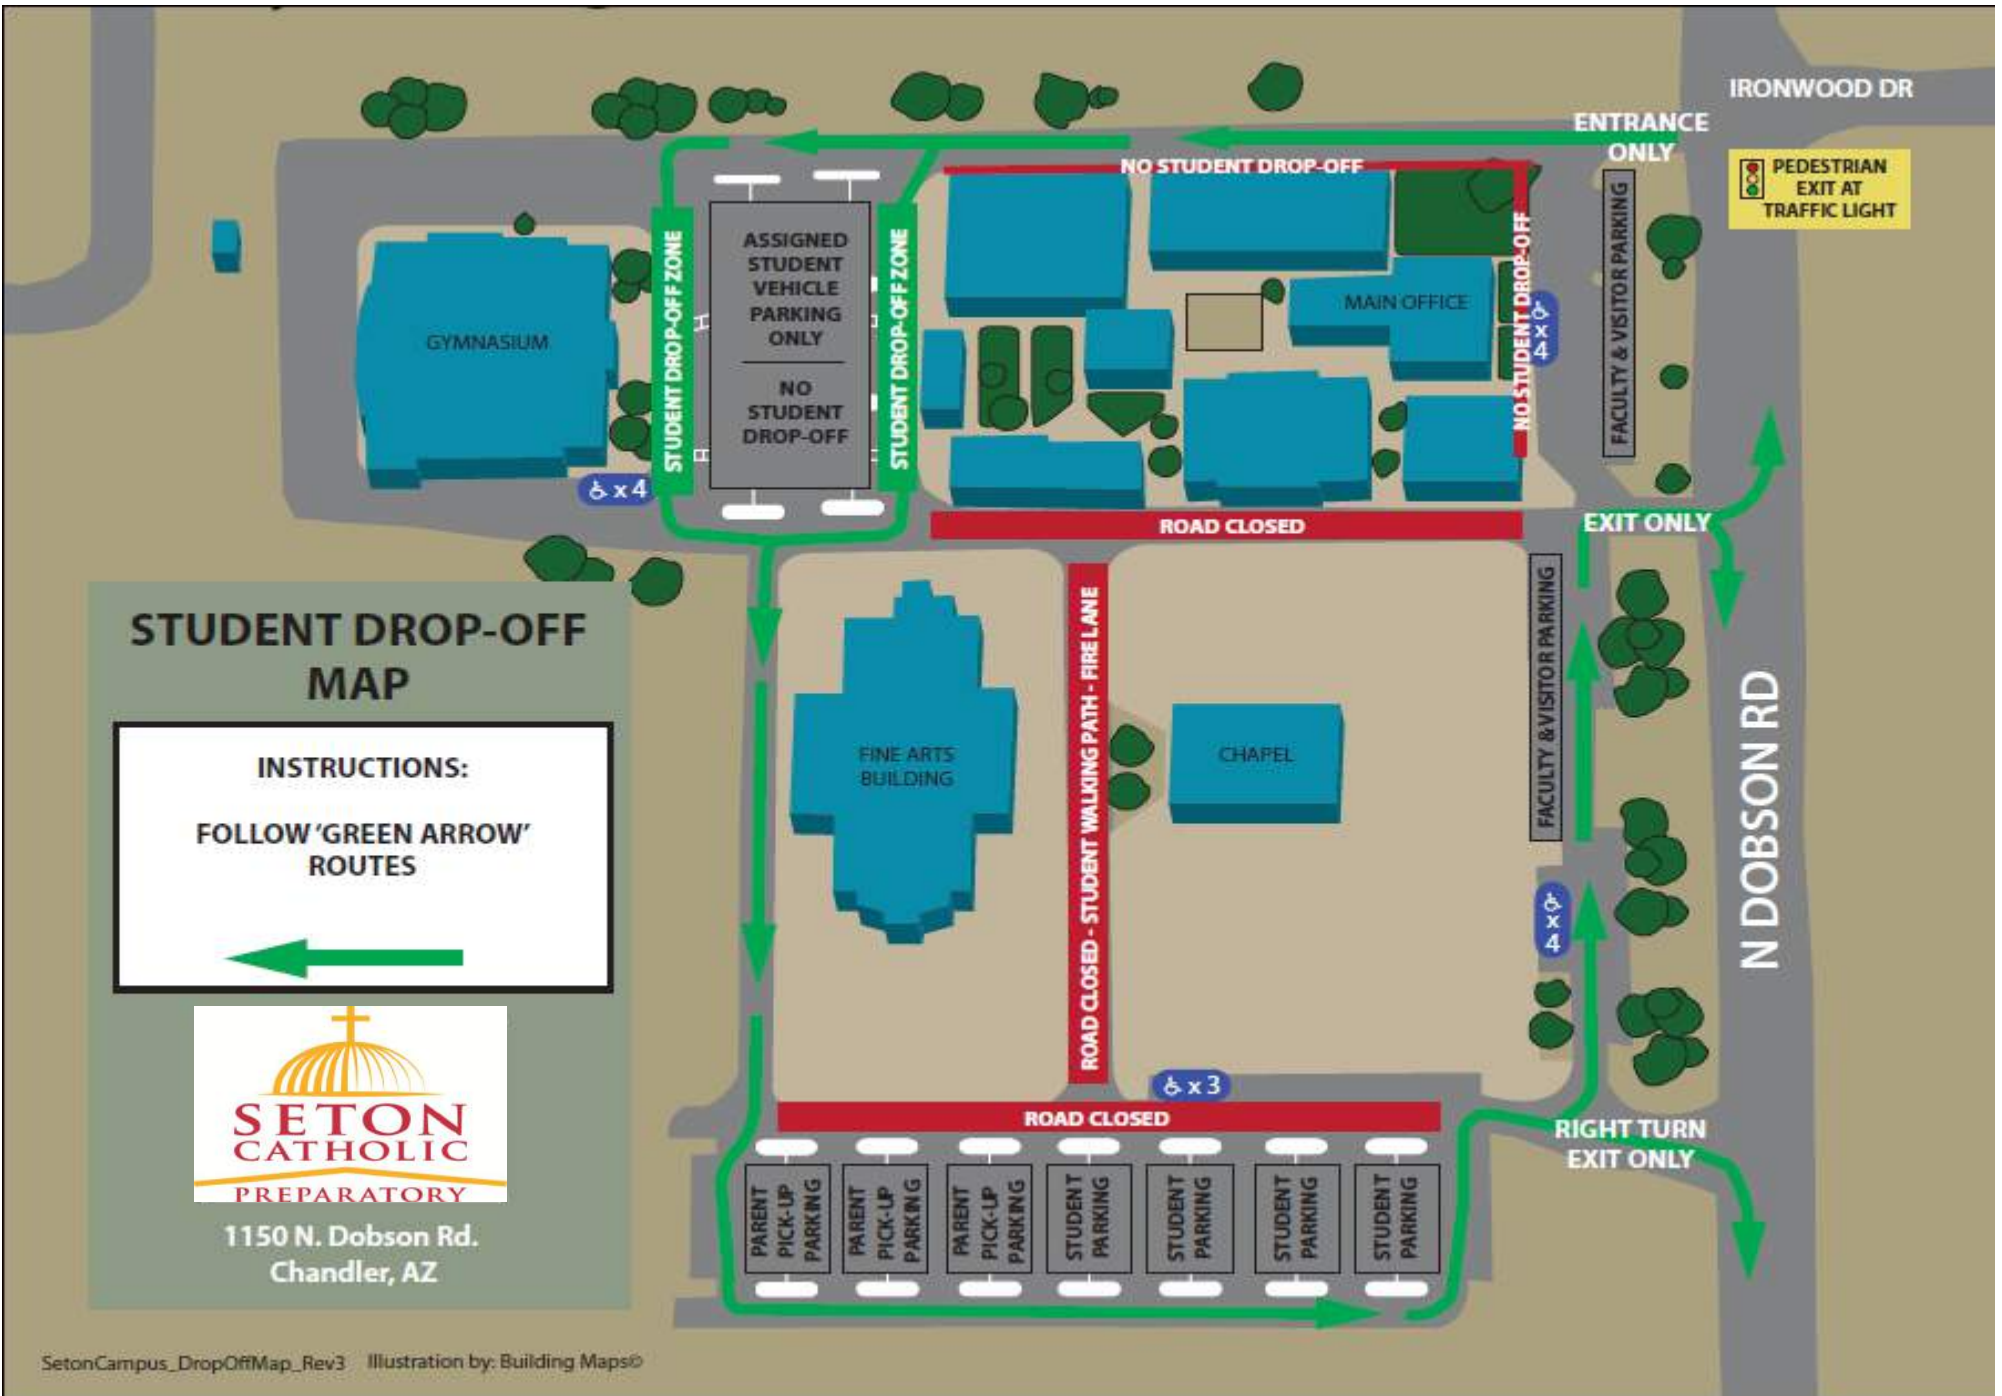 IRONWOOD DR
ENTRANCE
ONLY
PEDESTRIAN
EXIT AT
TRAFFIC LIGHT
NO STUDENT DROP-OFF
NO STUDENT DROP-OFF
FACULTY & VISITOR PARKING
STUDENT DROP-OFF ZONE
ASSIGNED
STUDENT
VEHICLE
PARKING
ONLY
NO
STUDENT
DROP-OFF
STUDENT DROP-OFF ZONE
GYMNASIUM
MAIN OFFICE
x 4
x 4
ROAD CLOSED
EXIT ONLY
STUDENT DROP-OFF
MAP
INSTRUCTIONS:
FOLLOW 'GREEN ARROW'
ROUTES
SETON
CATHOLIC
PREPARATORY
1150 N. Dobson Rd.
Chandler, AZ
FINE ARTS
BUILDING
ROAD CLOSED - STUDENT WALKING PATH - FIRE LANE
CHAPEL
FACULTY & VISITOR PARKING
x 4
N DOBSON RD
x 3
ROAD CLOSED
RIGHT TURN
EXIT ONLY
PARENT
PICK-UP
PARKING
PARENT
PICK-UP
PARKING
PARENT
PICK-UP
PARKING
STUDENT
PARKING
STUDENT
PARKING
STUDENT
PARKING
STUDENT
PARKING
SetonCampus_DropOffMap_Rev3 Illustration by: Building Maps©